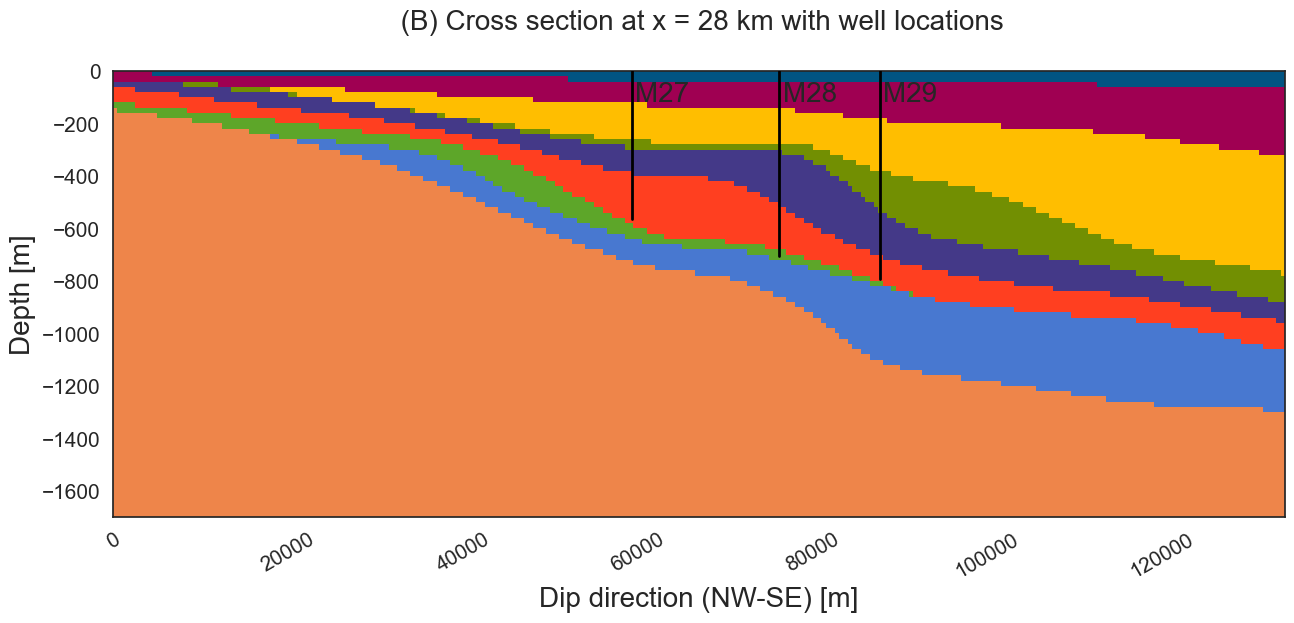 (B) Cross section at x = 28 km with well locations
M27
M28
M29
Depth [m]
0
−200
−400
−600
−800
−1000
−1200
−1400
−1600
0
20000
40000
60000
80000
100000
120000
Dip direction (NW-SE) [m]